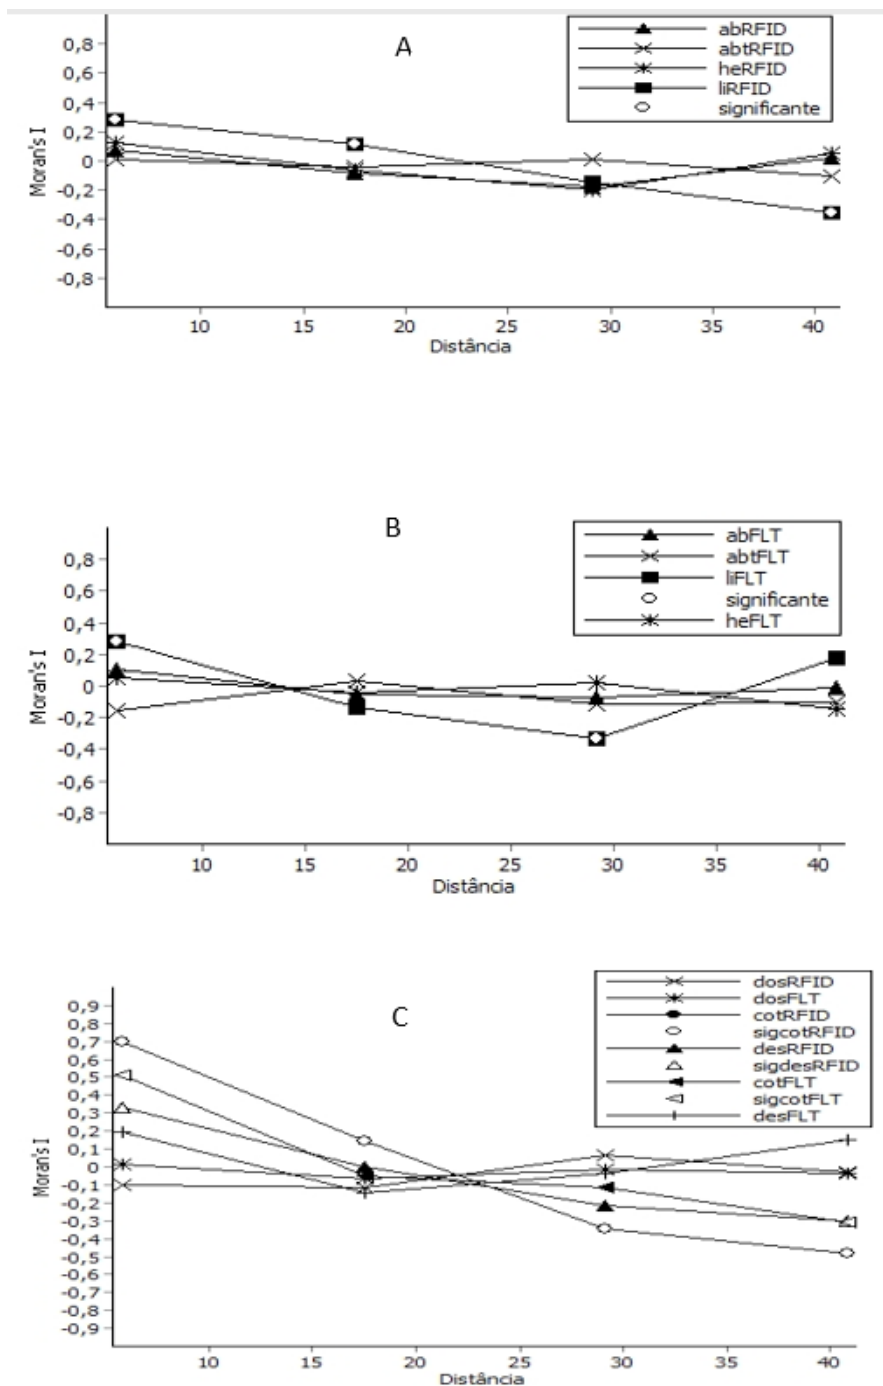 A
abRFID
abtRFID
heRFID
liRFID
significante
0,8
0,6
0,4
0,2
0
-0,2
-0,4
-0,6
-0,8
Moran's I
10 15 20 25 30 35 40
Distância
B
abFLT
abtFLT
liFLT
significante
heFLT
0,8
0,6
0,4
0,2
0
-0,2
-0,4
-0,6
-0,8
Moran's I
10 15 20 25 30 35 40
Distância
C
dosRFID
dosFLT
cotRFID
sigcotRFID
desRFID
sigdesRFID
cotFLT
sigcotFLT
desFLT
0,9
0,8
0,7
0,6
0,5
0,4
0,3
0,2
0,1
0
-0,1
-0,2
-0,3
-0,4
-0,5
-0,6
-0,7
-0,8
-0,9
Moran's I
10 15 20 25 30 35 40
Distância